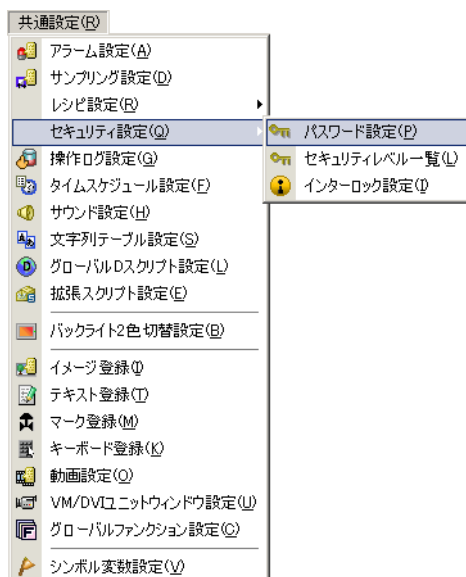 共通設定(R)
アラーム設定(A)
サンプリング設定(D)
レシピ設定(R)
セキュリティ設定(Q)
パスワード設定(P)
操作ログ設定(G)
セキュリティレベル一覧(L)
タイムスケジュール設定(F)
インターロック設定(I)
サウンド設定(H)
文字列テーブル設定(S)
グローバルDスクリプト設定(L)
拡張スクリプト設定(E)
バックライト2色切替設定(B)
イメージ登録(I)
テキスト登録(T)
マーク登録(M)
キーボード登録(K)
動画設定(O)
VM/DVIユニットウィンドウ設定(U)
グローバルファンクション設定(C)
シンボル変数設定(V)